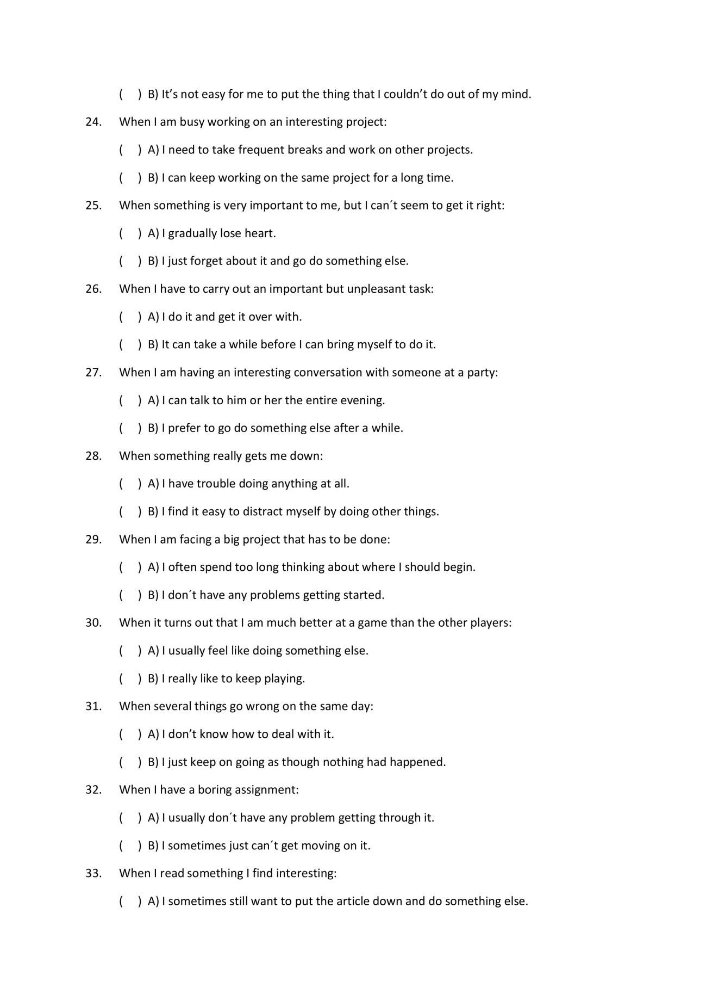 (    ) B) It’s not easy for me to put the thing that I couldn’t do out of my mind.
24. When I am busy working on an interesting project:
(    ) A) I need to take frequent breaks and work on other projects.
(    ) B) I can keep working on the same project for a long time.
25. When something is very important to me, but I can´t seem to get it right:
(    ) A) I gradually lose heart.
(    ) B) I just forget about it and go do something else.
26. When I have to carry out an important but unpleasant task:
(    ) A) I do it and get it over with.
(    ) B) It can take a while before I can bring myself to do it.
27. When I am having an interesting conversation with someone at a party:
(    ) A) I can talk to him or her the entire evening.
(    ) B) I prefer to go do something else after a while.
28. When something really gets me down:
(    ) A) I have trouble doing anything at all.
(    ) B) I find it easy to distract myself by doing other things.
29. When I am facing a big project that has to be done:
(    ) A) I often spend too long thinking about where I should begin.
(    ) B) I don´t have any problems getting started.
30. When it turns out that I am much better at a game than the other players:
(    ) A) I usually feel like doing something else.
(    ) B) I really like to keep playing.
31. When several things go wrong on the same day:
(    ) A) I don’t know how to deal with it.
(    ) B) I just keep on going as though nothing had happened.
32. When I have a boring assignment:
(    ) A) I usually don´t have any problem getting through it.
(    ) B) I sometimes just can´t get moving on it.
33. When I read something I find interesting:
(    ) A) I sometimes still want to put the article down and do something else.